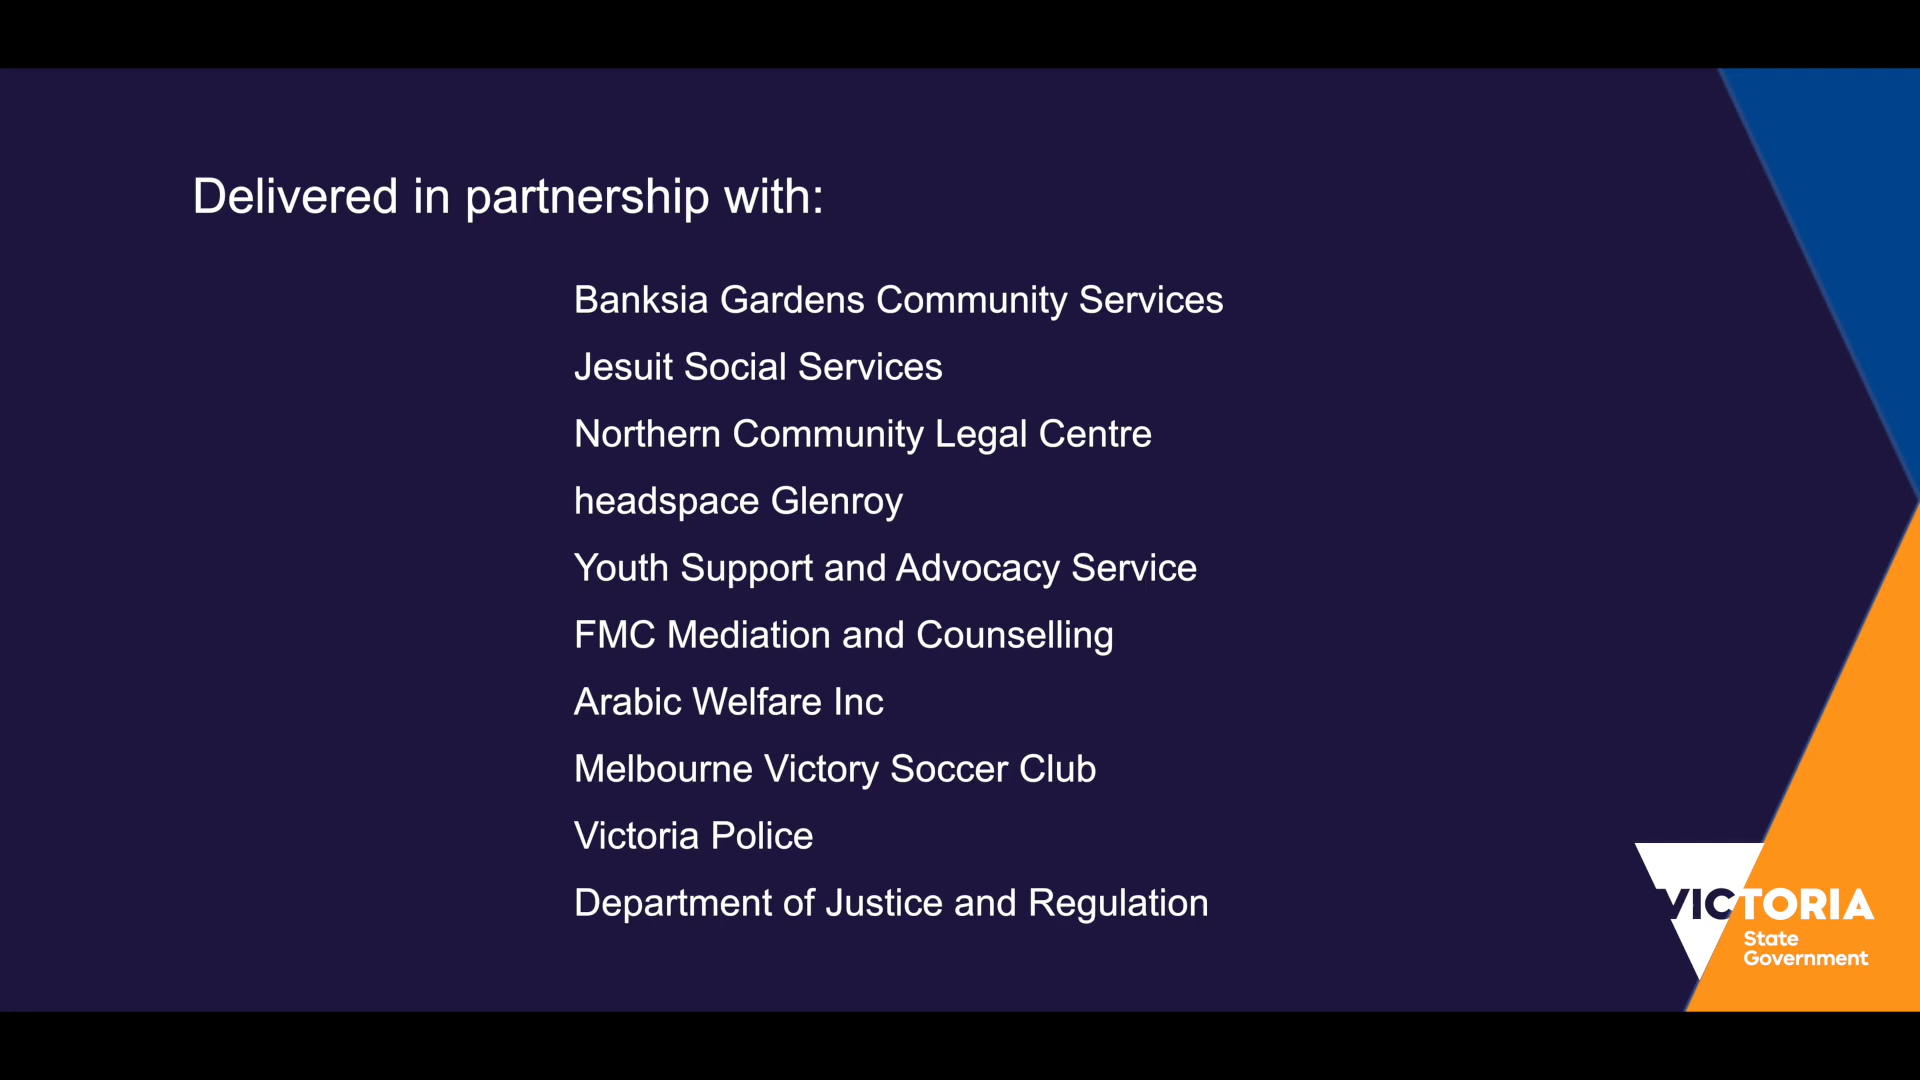 Delivered in partnership with:
Banksia Gardens Community Services
Jesuit Social Services
Northern Community Legal Centre
headspace Glenroy
Youth Support and Advocacy Service
FMC Mediation and Counselling
Arabic Welfare Inc
Melbourne Victory Soccer Club
Victoria Police
Department of Justice and Regulation
VICTORIA
State
Government